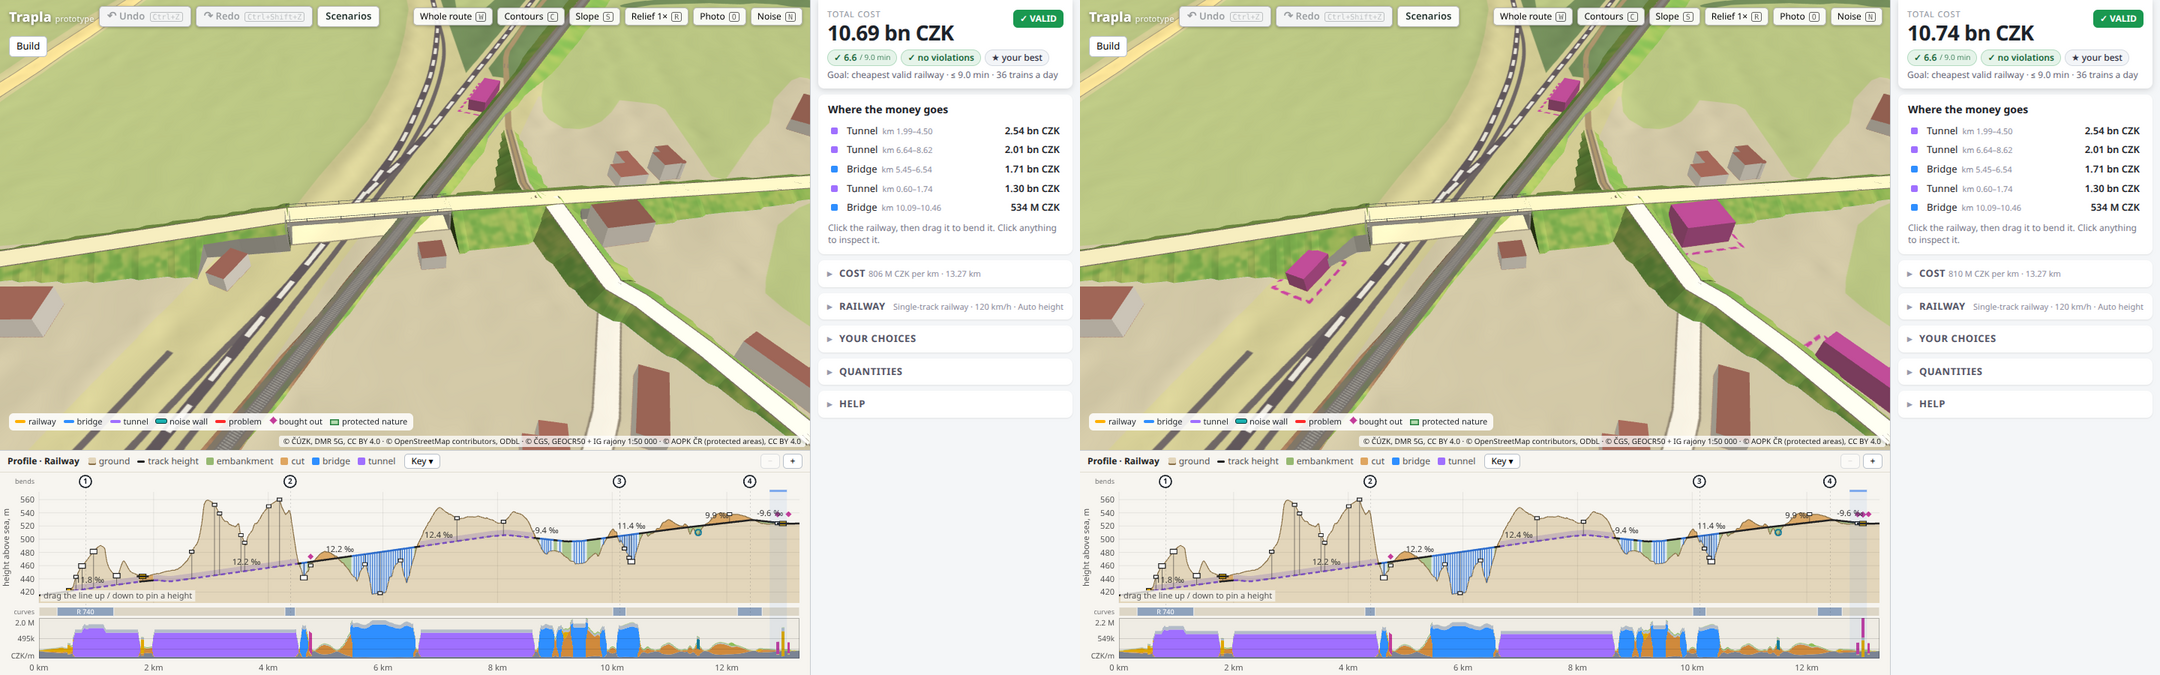 Trapla prototype ↶ Undo Ctrl+Z ↷ Redo Ctrl+Shift+Z Scenarios Whole route W Contours C Slope S Relief 1× R Photo O Noise N
Build
railway bridge tunnel noise wall problem bought out protected nature
© ČÚZK, DMR 5G, CC BY 4.0 · © OpenStreetMap contributors, ODbL · © ČGS, GEOCR50 + IG rajony 1:50 000 · © AOPK ČR (protected areas), CC BY 4.0
TOTAL COST
10.69 bn CZK
✓ VALID
✓ 6.6 / 9.0 min ✓ no violations ★ your best
Goal: cheapest valid railway · ≤ 9.0 min · 36 trains a day
Where the money goes
Tunnel km 1.99–4.50 2.54 bn CZK
Tunnel km 6.64–8.62 2.01 bn CZK
Bridge km 5.45–6.54 1.71 bn CZK
Tunnel km 0.60–1.74 1.30 bn CZK
Bridge km 10.09–10.46 534 M CZK
Click the railway, then drag it to bend it. Click anything
to inspect it.
▸ COST 806 M CZK per km · 13.27 km
▸ RAILWAY Single-track railway · 120 km/h · Auto height
▸ YOUR CHOICES
▸ QUANTITIES
▸ HELP
Profile · Railway ground track height embankment cut bridge tunnel Key ▾ − +
bends 1 2 3 4
height above sea, m
560
540
520
500
480
460
440
420
11.8 ‰ 12.2 ‰ 12.2 ‰ 12.4 ‰ -9.4 ‰ 11.4 ‰ 9.9 ‰ -9.6 ‰
drag the line up / down to pin a height
curves R 740
2.0 M
495k
CZK/m
0 km 2 km 4 km 6 km 8 km 10 km 12 km
Trapla prototype ↶ Undo Ctrl+Z ↷ Redo Ctrl+Shift+Z Scenarios Whole route W Contours C Slope S Relief 1× R Photo O Noise N
Build
railway bridge tunnel noise wall problem bought out protected nature
© ČÚZK, DMR 5G, CC BY 4.0 · © OpenStreetMap contributors, ODbL · © ČGS, GEOCR50 + IG rajony 1:50 000 · © AOPK ČR (protected areas), CC BY 4.0
TOTAL COST
10.74 bn CZK
✓ VALID
✓ 6.6 / 9.0 min ✓ no violations ★ your best
Goal: cheapest valid railway · ≤ 9.0 min · 36 trains a day
Where the money goes
Tunnel km 1.99–4.50 2.54 bn CZK
Tunnel km 6.64–8.62 2.01 bn CZK
Bridge km 5.45–6.54 1.71 bn CZK
Tunnel km 0.60–1.74 1.30 bn CZK
Bridge km 10.09–10.46 534 M CZK
Click the railway, then drag it to bend it. Click anything
to inspect it.
▸ COST 810 M CZK per km · 13.27 km
▸ RAILWAY Single-track railway · 120 km/h · Auto height
▸ YOUR CHOICES
▸ QUANTITIES
▸ HELP
Profile · Railway ground track height embankment cut bridge tunnel Key ▾ − +
bends 1 2 3 4
height above sea, m
560
540
520
500
480
460
440
420
11.8 ‰ 12.2 ‰ 12.2 ‰ 12.4 ‰ -9.4 ‰ 11.4 ‰ 9.9 ‰ -9.6 ‰
drag the line up / down to pin a height
curves R 740
2.2 M
549k
CZK/m
0 km 2 km 4 km 6 km 8 km 10 km 12 km